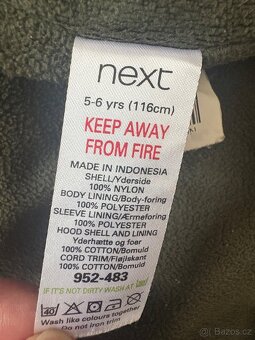 next
5-6 yrs (116cm)
KEEP AWAY
FROM FIRE
MADE IN INDONESIA
SHELL/Yderside
100% NYLON
BODY LINING/Body-foring
100% POLYESTER
SLEEVE LINING/Ærmeforing
100% POLYESTER
HOOD SHELL AND LINING
Yderhætte og foer
100% COTTON/Bomuld
CORD TRIM/Fløjlskant
100% COTTON/Bomuld
952-483
IF IT'S NOT DIRTY WASH AT
40
Wash like colours together
Do not iron trim
Bazoš.cz